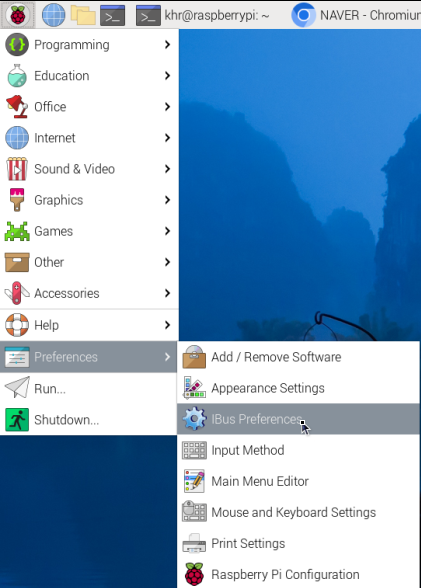 khr@raspberrypi: ~
NAVER - Chromiun
Programming
Education
Office
Internet
Sound & Video
Graphics
Games
Other
Accessories
Help
Preferences
Run...
Shutdown...
Add / Remove Software
Appearance Settings
IBus Preferences
Input Method
Main Menu Editor
Mouse and Keyboard Settings
Print Settings
Raspberry Pi Configuration